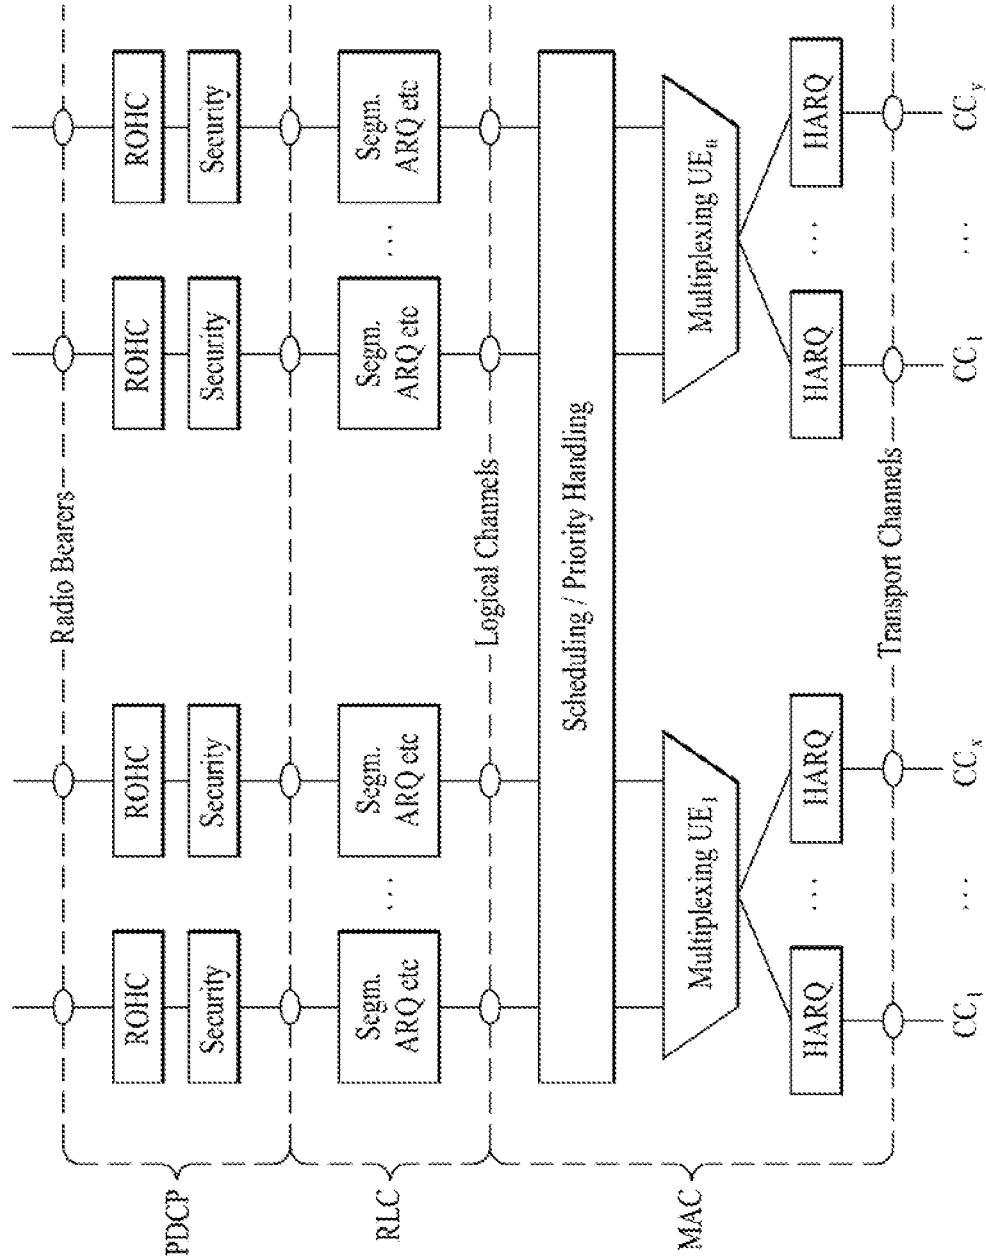 Radio Bearers
PDCP
ROHC
ROHC
ROHC
ROHC
Security
Security
Security
Security
RLC
Segm.
ARQ etc
Segm.
ARQ etc
Segm.
ARQ etc
Segm.
ARQ etc
...
...
Logical Channels
Scheduling / Priority Handling
MAC
Multiplexing UE₁
Multiplexing UEₙ
HARQ
...
HARQ
HARQ
...
HARQ
Transport Channels
CC₁
...
CCₓ
CC₁
...
CCy